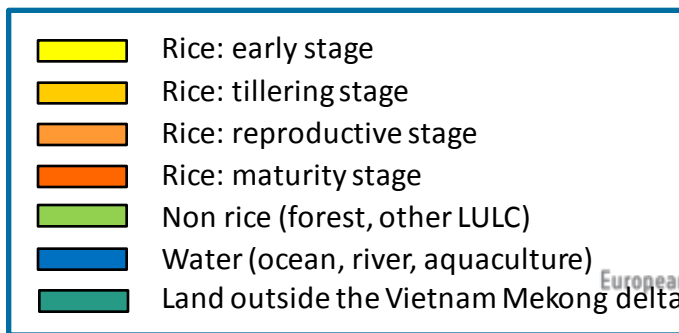 Rice: early stage
Rice: tillering stage
Rice: reproductive stage
Rice: maturity stage
Non rice (forest, other LULC)
Water (ocean, river, aquaculture)
European
Land outside the Vietnam Mekong delta